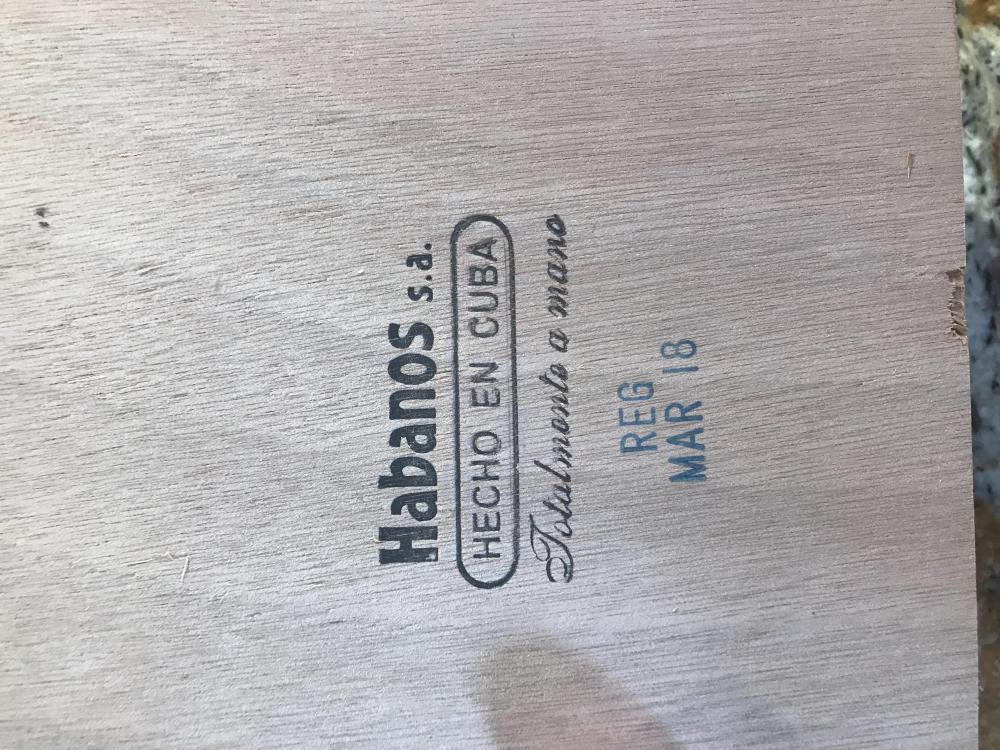 Habanos s.a.
HECHO EN CUBA
Totalmente a mano
REG
MAR 18